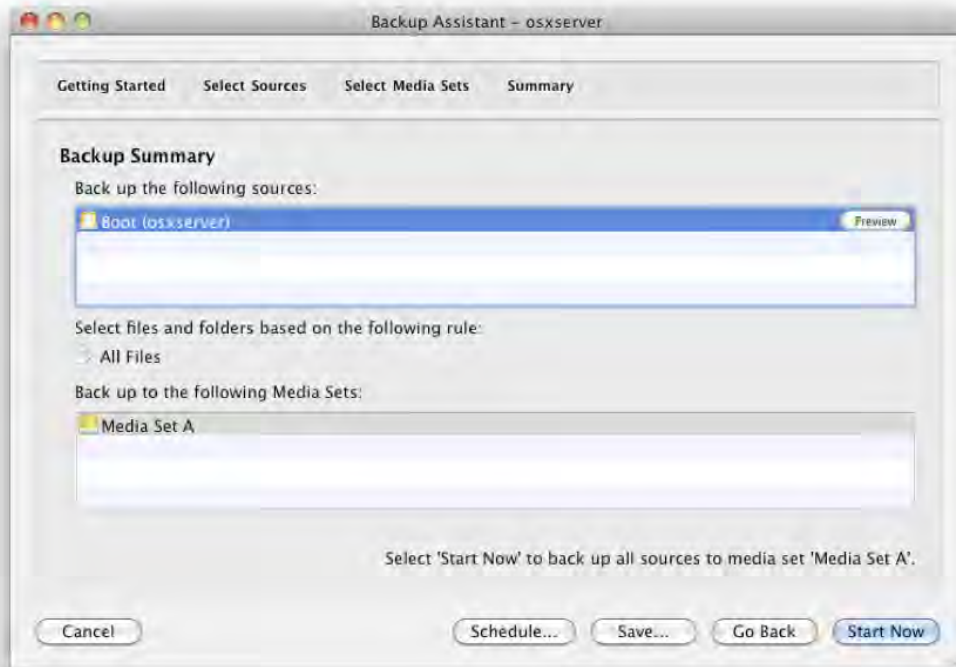 Backup Assistant – osxserver
Getting Started Select Sources Select Media Sets Summary
Backup Summary
Back up the following sources:
Boot (osxserver) Preview
Select files and folders based on the following rule:
All Files
Back up to the following Media Sets:
Media Set A
Select 'Start Now' to back up all sources to media set 'Media Set A'.
Cancel Schedule... Save... Go Back Start Now